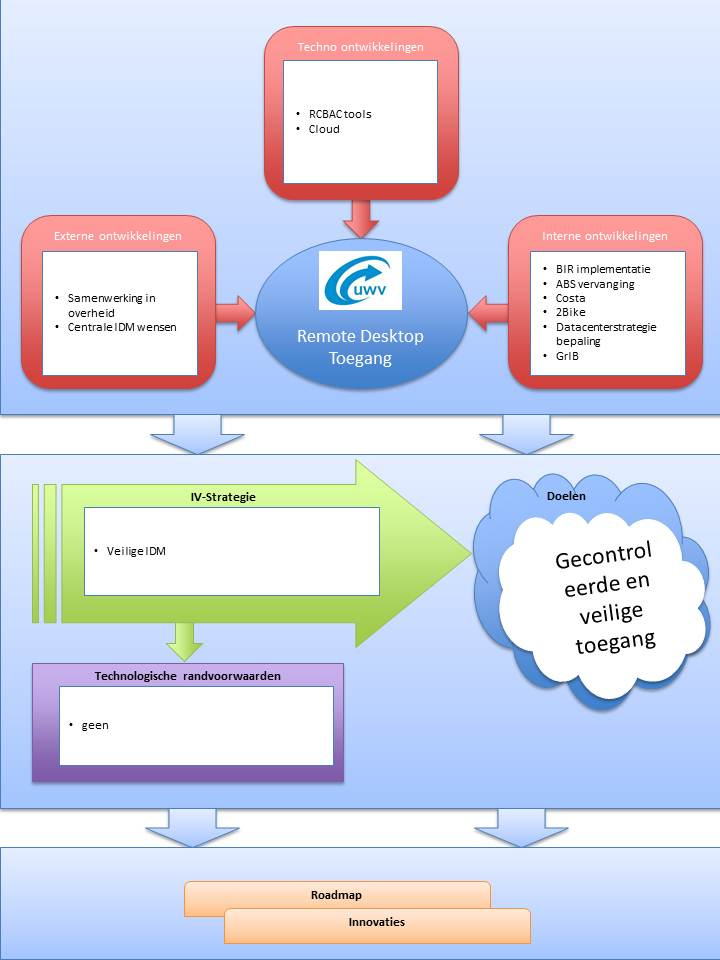 Techno ontwikkelingen
• RCBAC tools
• Cloud
Externe ontwikkelingen
• Samenwerking in
overheid
• Centrale IDM wensen
uwv
Remote Desktop
Toegang
Interne ontwikkelingen
• BIR implementatie
• ABS vervanging
• Costa
• 2Bike
• Datacenterstrategie
bepaling
• GrIB
IV-Strategie
• Veilige IDM
Doelen
Gecontrol
eerde en
veilige
toegang
Technologische randvoorwaarden
• geen
Roadmap
Innovaties